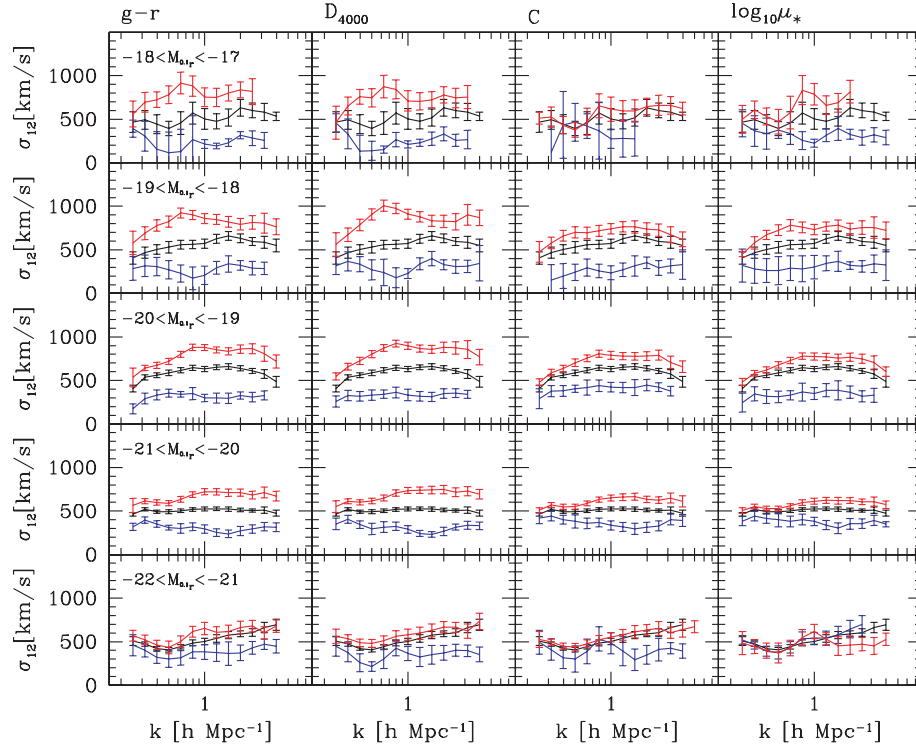 g−r D₄₀₀₀ C log₁₀μ∗
σ₁₂[km/s] 1000 500 0 −18<M₀.₁ᵣ<−17
σ₁₂[km/s] 1000 500 0 −19<M₀.₁ᵣ<−18
σ₁₂[km/s] 1000 500 0 −20<M₀.₁ᵣ<−19
σ₁₂[km/s] 1000 500 0 −21<M₀.₁ᵣ<−20
σ₁₂[km/s] 1000 500 0 −22<M₀.₁ᵣ<−21
1 1 1 1
k [h Mpc⁻¹] k [h Mpc⁻¹] k [h Mpc⁻¹] k [h Mpc⁻¹]